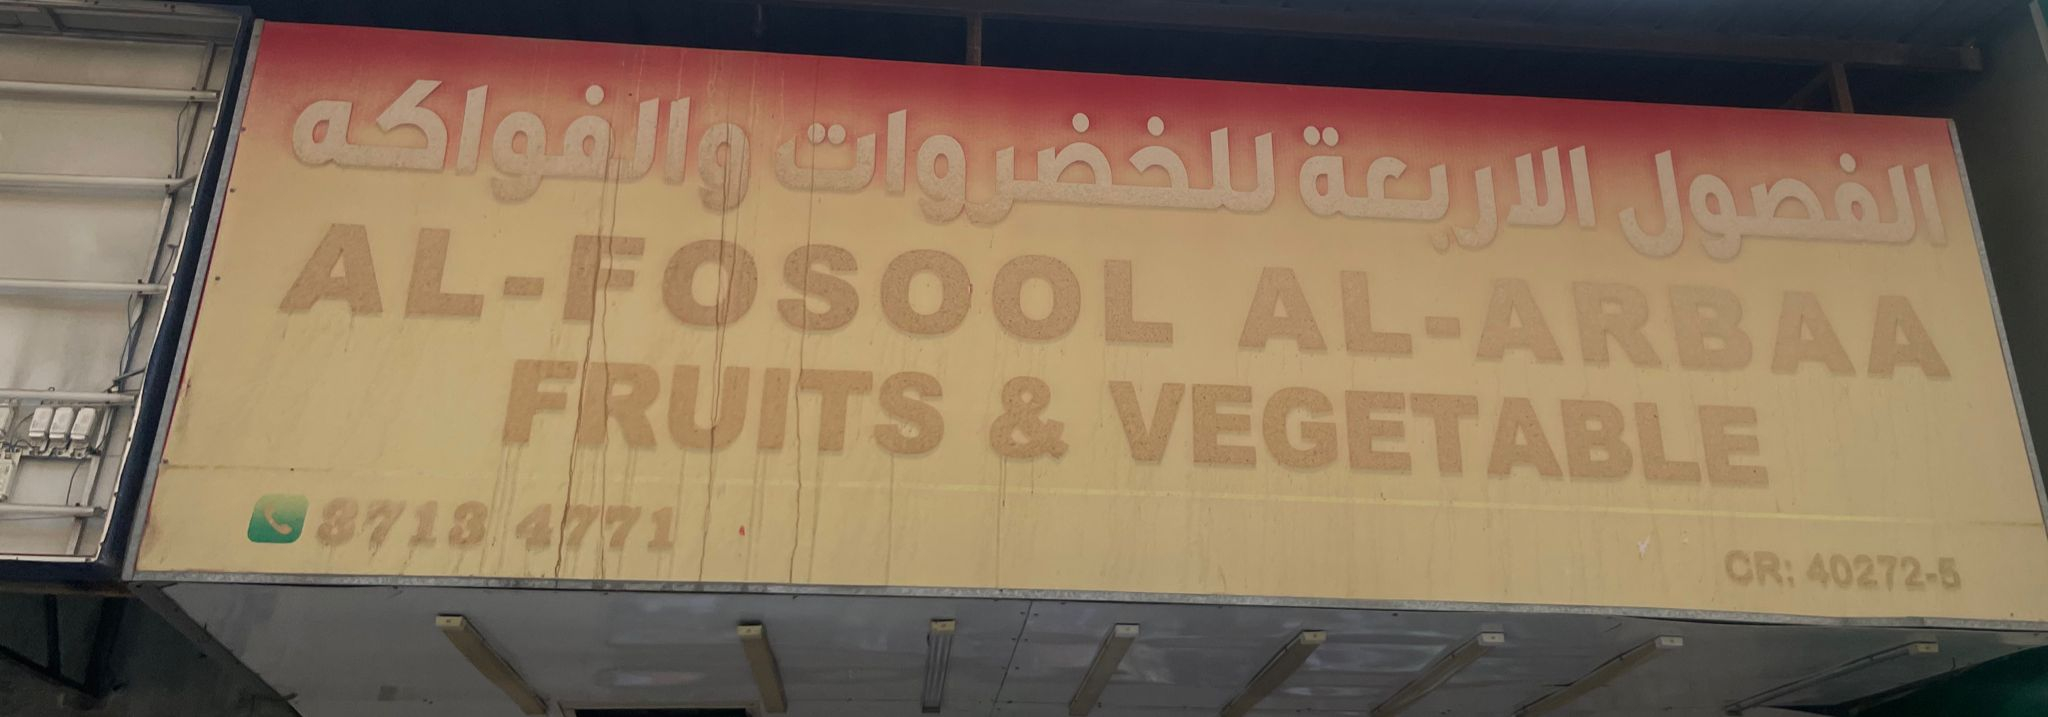 الفصول الاربعة للخضروات والفواكه
AL-FOSOOL AL-ARBAA
FRUITS & VEGETABLE
3713 4771
CR: 40272-5